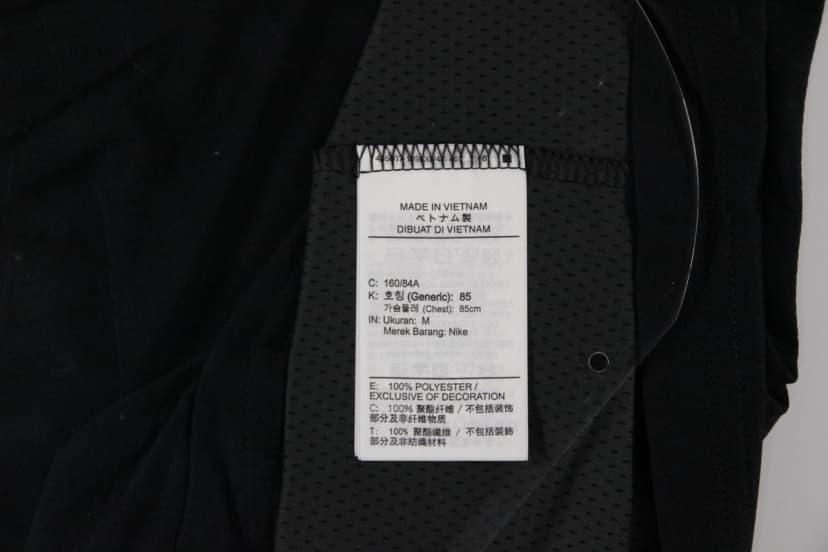 MADE IN VIETNAM
ベトナム製
DIBUAT DI VIETNAM
C: 160/84A
K: 호칭 (Generic): 85
가슴둘레 (Chest): 85cm
IN: Ukuran: M
Merek Barang: Nike
E: 100% POLYESTER /
EXCLUSIVE OF DECORATION
C: 100% 聚酯纤维 / 不包括装饰
部分及非纤维物质
T: 100% 聚酯纖維 / 不包括裝飾
部分及非紡織材料